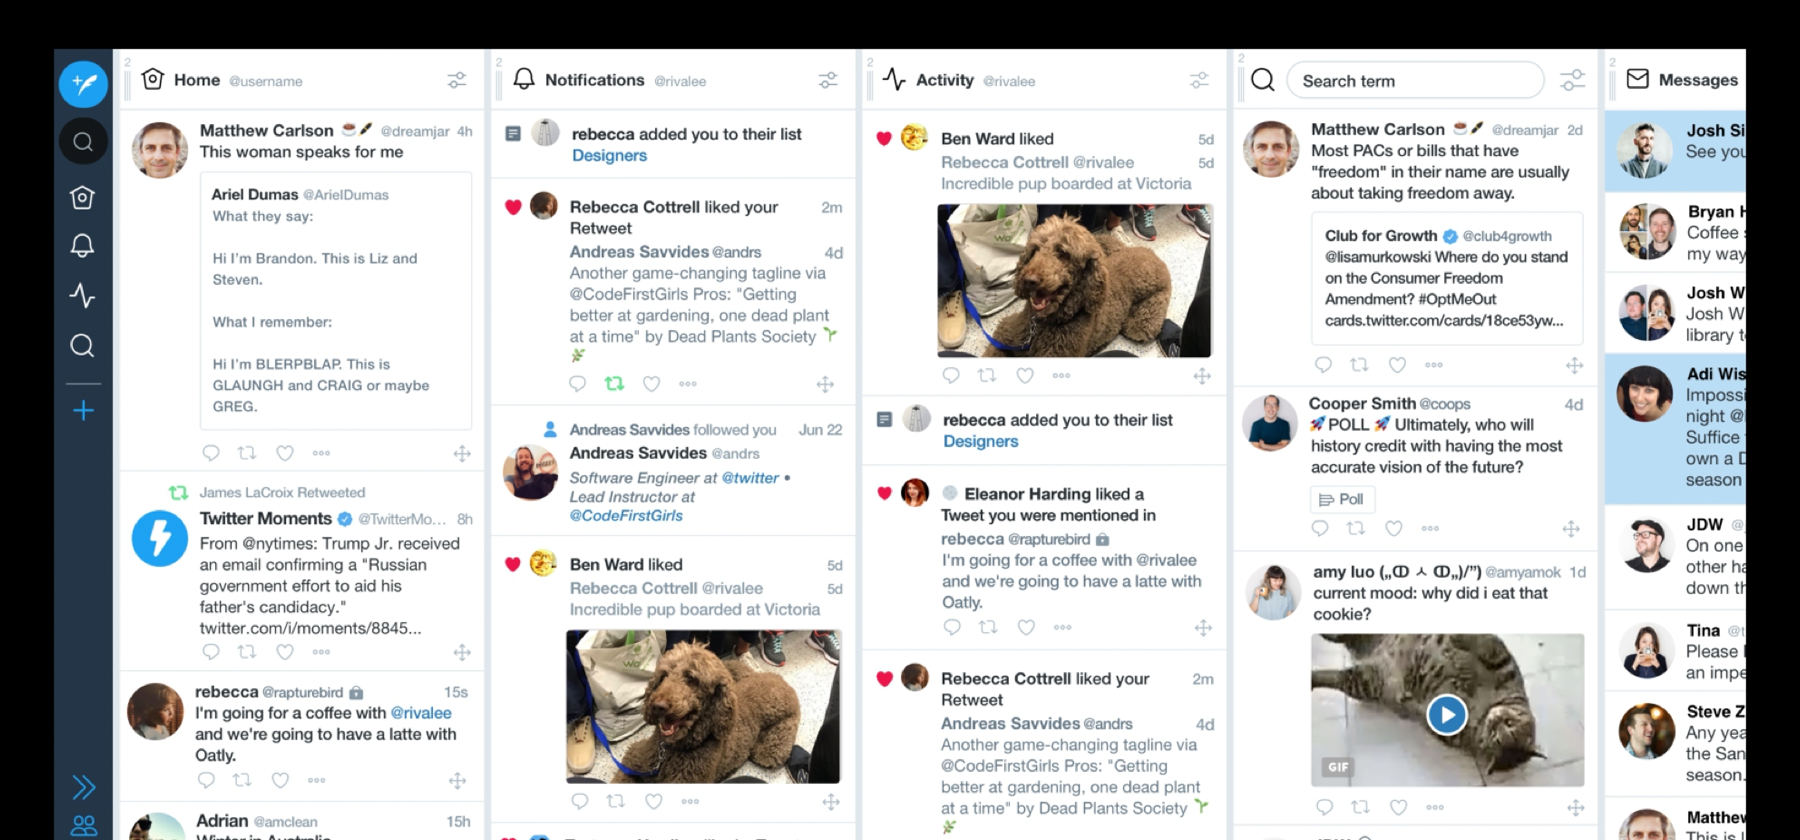 2
Home @username
Matthew Carlson @dreamjar 4h
This woman speaks for me
Ariel Dumas @ArielDumas
What they say:
Hi I'm Brandon. This is Liz and
Steven.
What I remember:
Hi I'm BLERPBLAP. This is
GLAUNGH and CRAIG or maybe
GREG.
James LaCroix Retweeted
Twitter Moments @TwitterMo... 8h
From @nytimes: Trump Jr. received
an email confirming a "Russian
government effort to aid his
father's candidacy."
twitter.com/i/moments/8845...
rebecca @rapturebird 15s
I'm going for a coffee with @rivalee
and we're going to have a latte with
Oatly.
Adrian @amclean 15h
Winter in Australia
2
Notifications @rivalee
rebecca added you to their list
Designers
Rebecca Cottrell liked your 2m
Retweet
Andreas Savvides @andrs 4d
Another game-changing tagline via
@CodeFirstGirls Pros: "Getting
better at gardening, one dead plant
at a time" by Dead Plants Society 🌱
🌿
Andreas Savvides followed you Jun 22
Andreas Savvides @andrs
Software Engineer at @twitter •
Lead Instructor at
@CodeFirstGirls
Ben Ward liked 5d
Rebecca Cottrell @rivalee 5d
Incredible pup boarded at Victoria
2
Activity @rivalee
Ben Ward liked 5d
Rebecca Cottrell @rivalee 5d
Incredible pup boarded at Victoria
rebecca added you to their list
Designers
Eleanor Harding liked a
Tweet you were mentioned in
rebecca @rapturebird
I'm going for a coffee with @rivalee
and we're going to have a latte with
Oatly.
Rebecca Cottrell liked your 2m
Retweet
Andreas Savvides @andrs 4d
Another game-changing tagline via
@CodeFirstGirls Pros: "Getting
better at gardening, one dead plant
at a time" by Dead Plants Society 🌱
🌿
2
Search term
Matthew Carlson @dreamjar 2d
Most PACs or bills that have
"freedom" in their name are usually
about taking freedom away.
Club for Growth @club4growth
@lisamurkowski Where do you stand
on the Consumer Freedom
Amendment? #OptMeOut
cards.twitter.com/cards/18ce53yw...
Cooper Smith @coops 4d
🚀 POLL 🚀 Ultimately, who will
history credit with having the most
accurate vision of the future?
Poll
amy luo („ↀ ㅅ ↀ„)/") @amyamok 1d
current mood: why did i eat that
cookie?
GIF
2
Messages
Josh Si
See you
Bryan H
Coffee
my way
Josh W
Josh W
library t
Adi Wis
Impossi
night @
Suffice
own a D
season
JDW @
On one
other ha
down th
Tina @t
Please
an impe
Steve Z
Any yea
the San
season.
Matthew
This is l